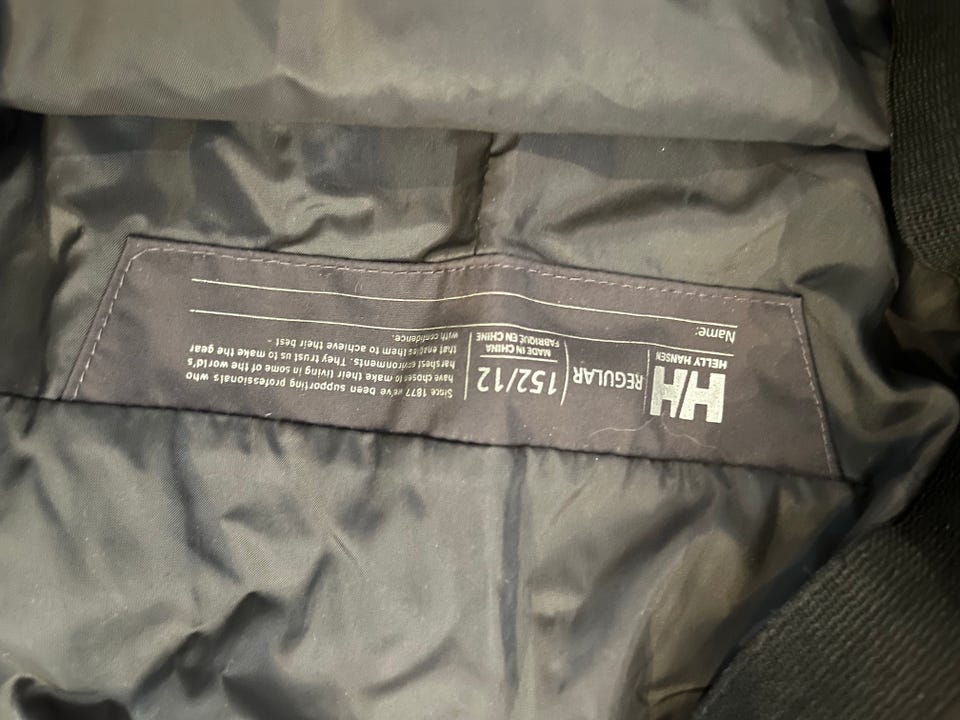 HH
HELLY HANSEN
REGULAR
152/12
MADE IN CHINA
FABRIQUÉ EN CHINE
Since 1877 we've been supporting professionals who
have chosen to make their living in some of the world's
harshest environments. They trust us to make the gear
that enables them to achieve their best -
with confidence.
Name: